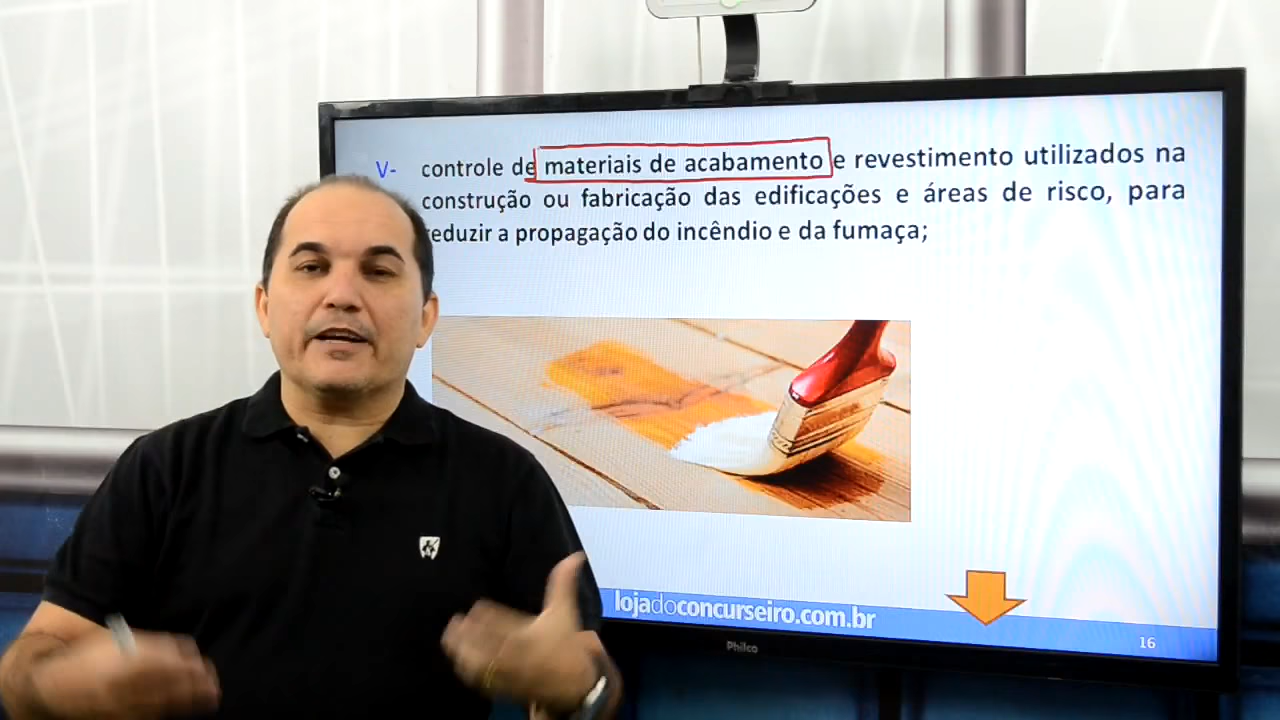 V- controle de materiais de acabamento e revestimento utilizados na
construção ou fabricação das edificações e áreas de risco, para
reduzir a propagação do incêndio e da fumaça;
lojadoconcurseiro.com.br
16
Philco